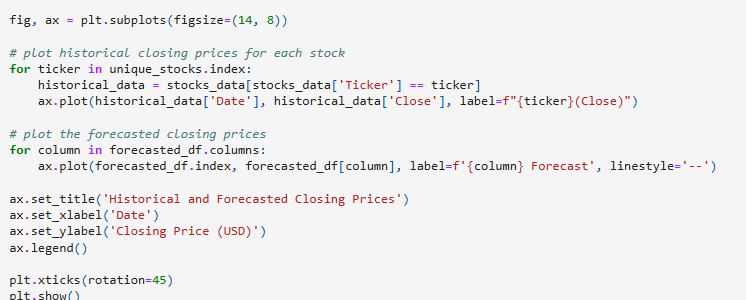 fig, ax = plt.subplots(figsize=(14, 8))
# plot historical closing prices for each stock
for ticker in unique_stocks.index:
    historical_data = stocks_data[stocks_data['Ticker'] == ticker]
    ax.plot(historical_data['Date'], historical_data['Close'], label=f"{ticker}(Close)")
# plot the forecasted closing prices
for column in forecasted_df.columns:
    ax.plot(forecasted_df.index, forecasted_df[column], label=f'{column} Forecast', linestyle='--')
ax.set_title('Historical and Forecasted Closing Prices')
ax.set_xlabel('Date')
ax.set_ylabel('Closing Price (USD)')
ax.legend()
plt.xticks(rotation=45)
plt.show()